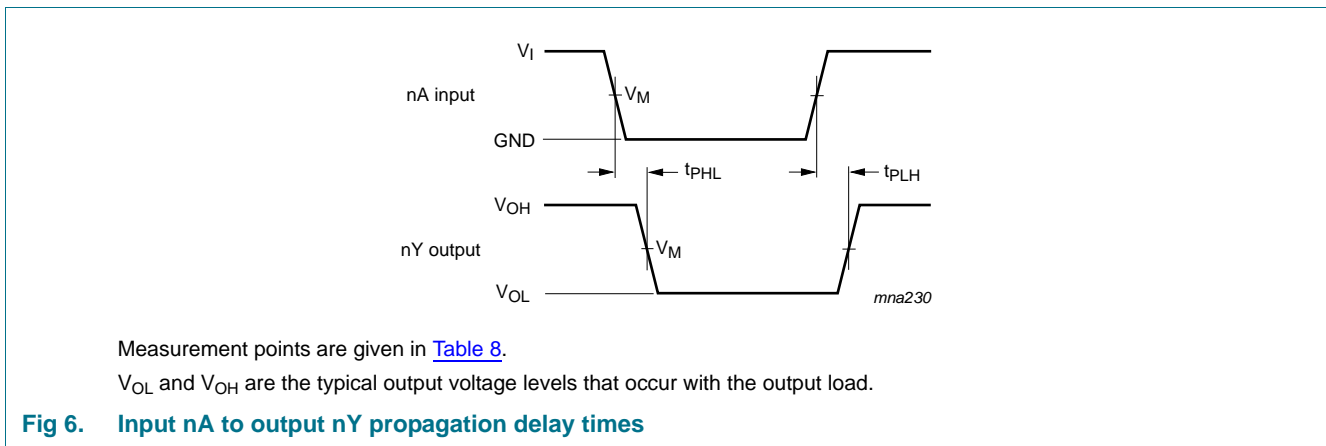 VI
nA input
VM
GND
tPHL
tPLH
VOH
nY output
VM
VOL
mna230
Measurement points are given in Table 8.
VOL and VOH are the typical output voltage levels that occur with the output load.
Fig 6. Input nA to output nY propagation delay times